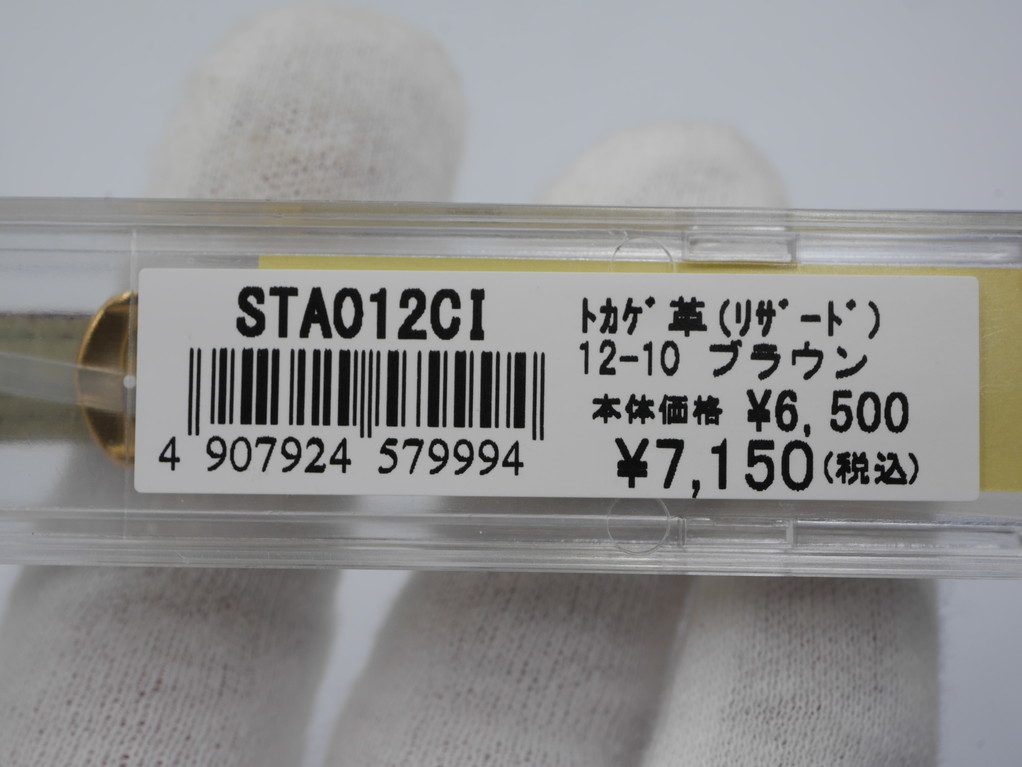 STA012CI
4 907924 579994
ﾄｶｹﾞ革(ﾘｻﾞｰﾄﾞ)
12-10 ブラウン
本体価格 ¥6,500
¥7,150(税込)